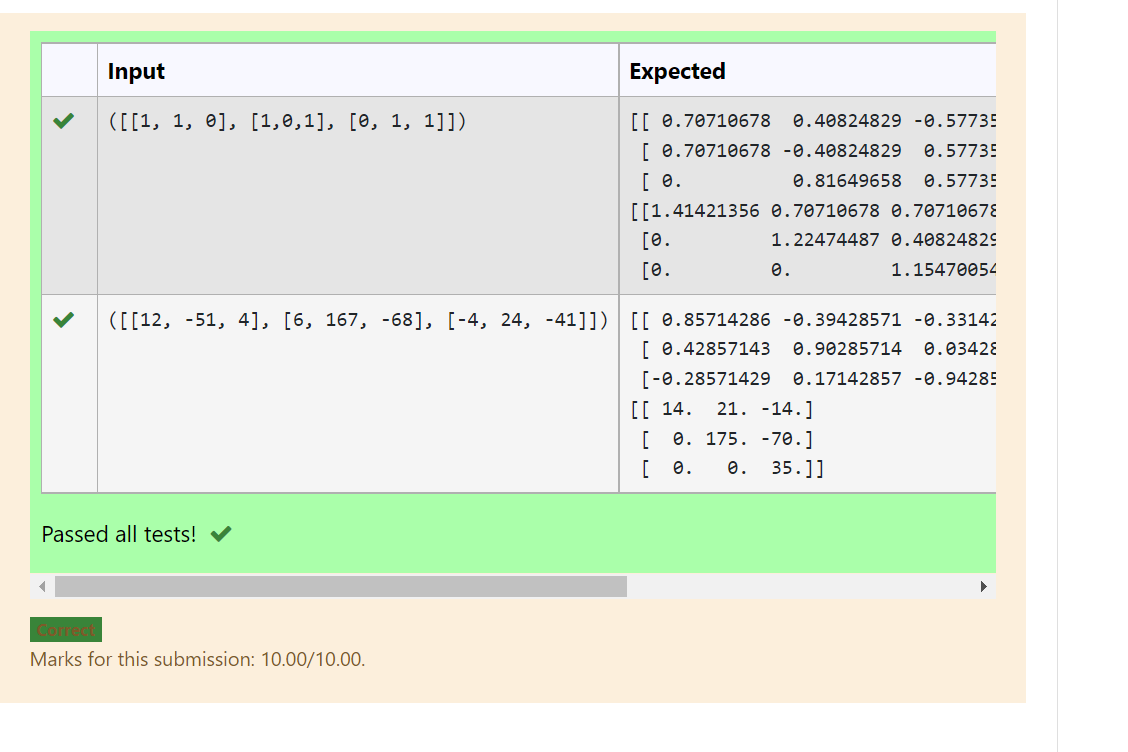 Input Expected
([[1, 1, 0], [1,0,1], [0, 1, 1]]) [[ 0.70710678  0.40824829 -0.57735
[ 0.70710678 -0.40824829  0.57735
[ 0.          0.81649658  0.57735
[[1.41421356 0.70710678 0.70710678
[0.         1.22474487 0.40824829
[0.         0.         1.15470054
([[12, -51, 4], [6, 167, -68], [-4, 24, -41]]) [[ 0.85714286 -0.39428571 -0.33142
[ 0.42857143  0.90285714  0.03428
[-0.28571429  0.17142857 -0.94285
[[ 14.  21. -14.]
[  0. 175. -70.]
[  0.   0.  35.]]
Passed all tests!
Correct
Marks for this submission: 10.00/10.00.